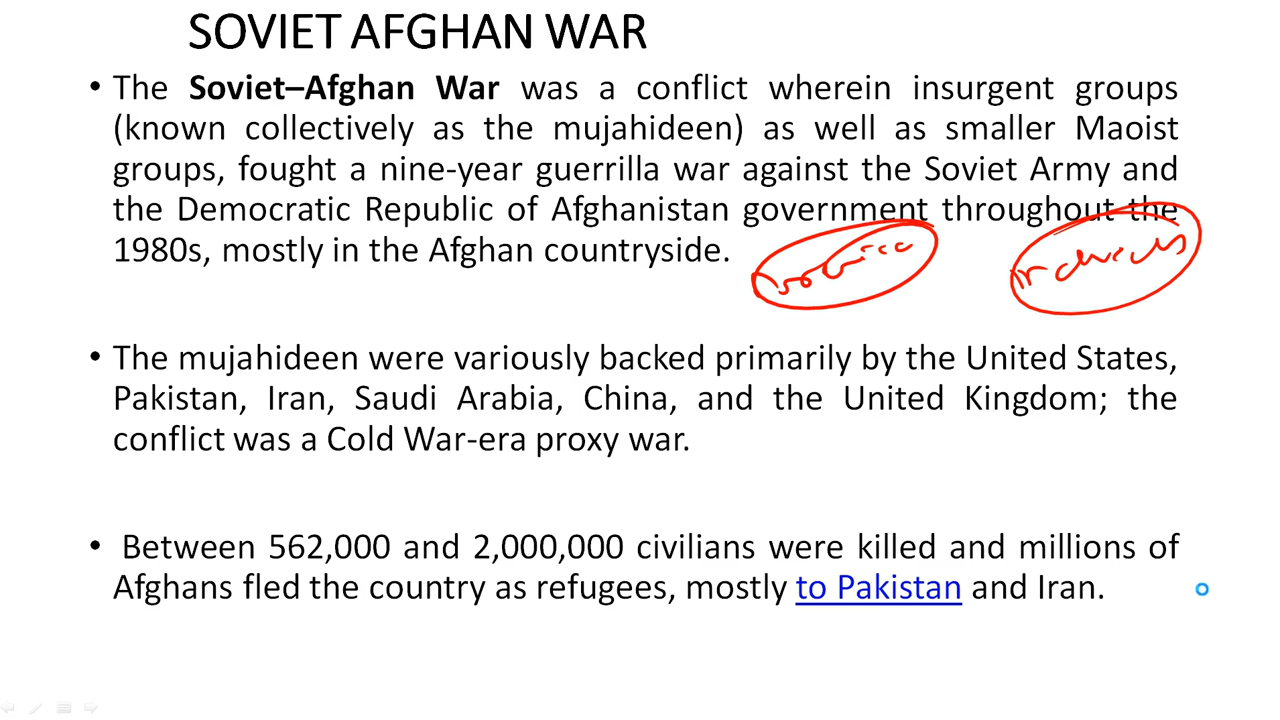 SOVIET AFGHAN WAR
• The Soviet–Afghan War was a conflict wherein insurgent groups
(known collectively as the mujahideen) as well as smaller Maoist
groups, fought a nine-year guerrilla war against the Soviet Army and
the Democratic Republic of Afghanistan government throughout the
1980s, mostly in the Afghan countryside.
• The mujahideen were variously backed primarily by the United States,
Pakistan, Iran, Saudi Arabia, China, and the United Kingdom; the
conflict was a Cold War-era proxy war.
• Between 562,000 and 2,000,000 civilians were killed and millions of
Afghans fled the country as refugees, mostly to Pakistan and Iran.